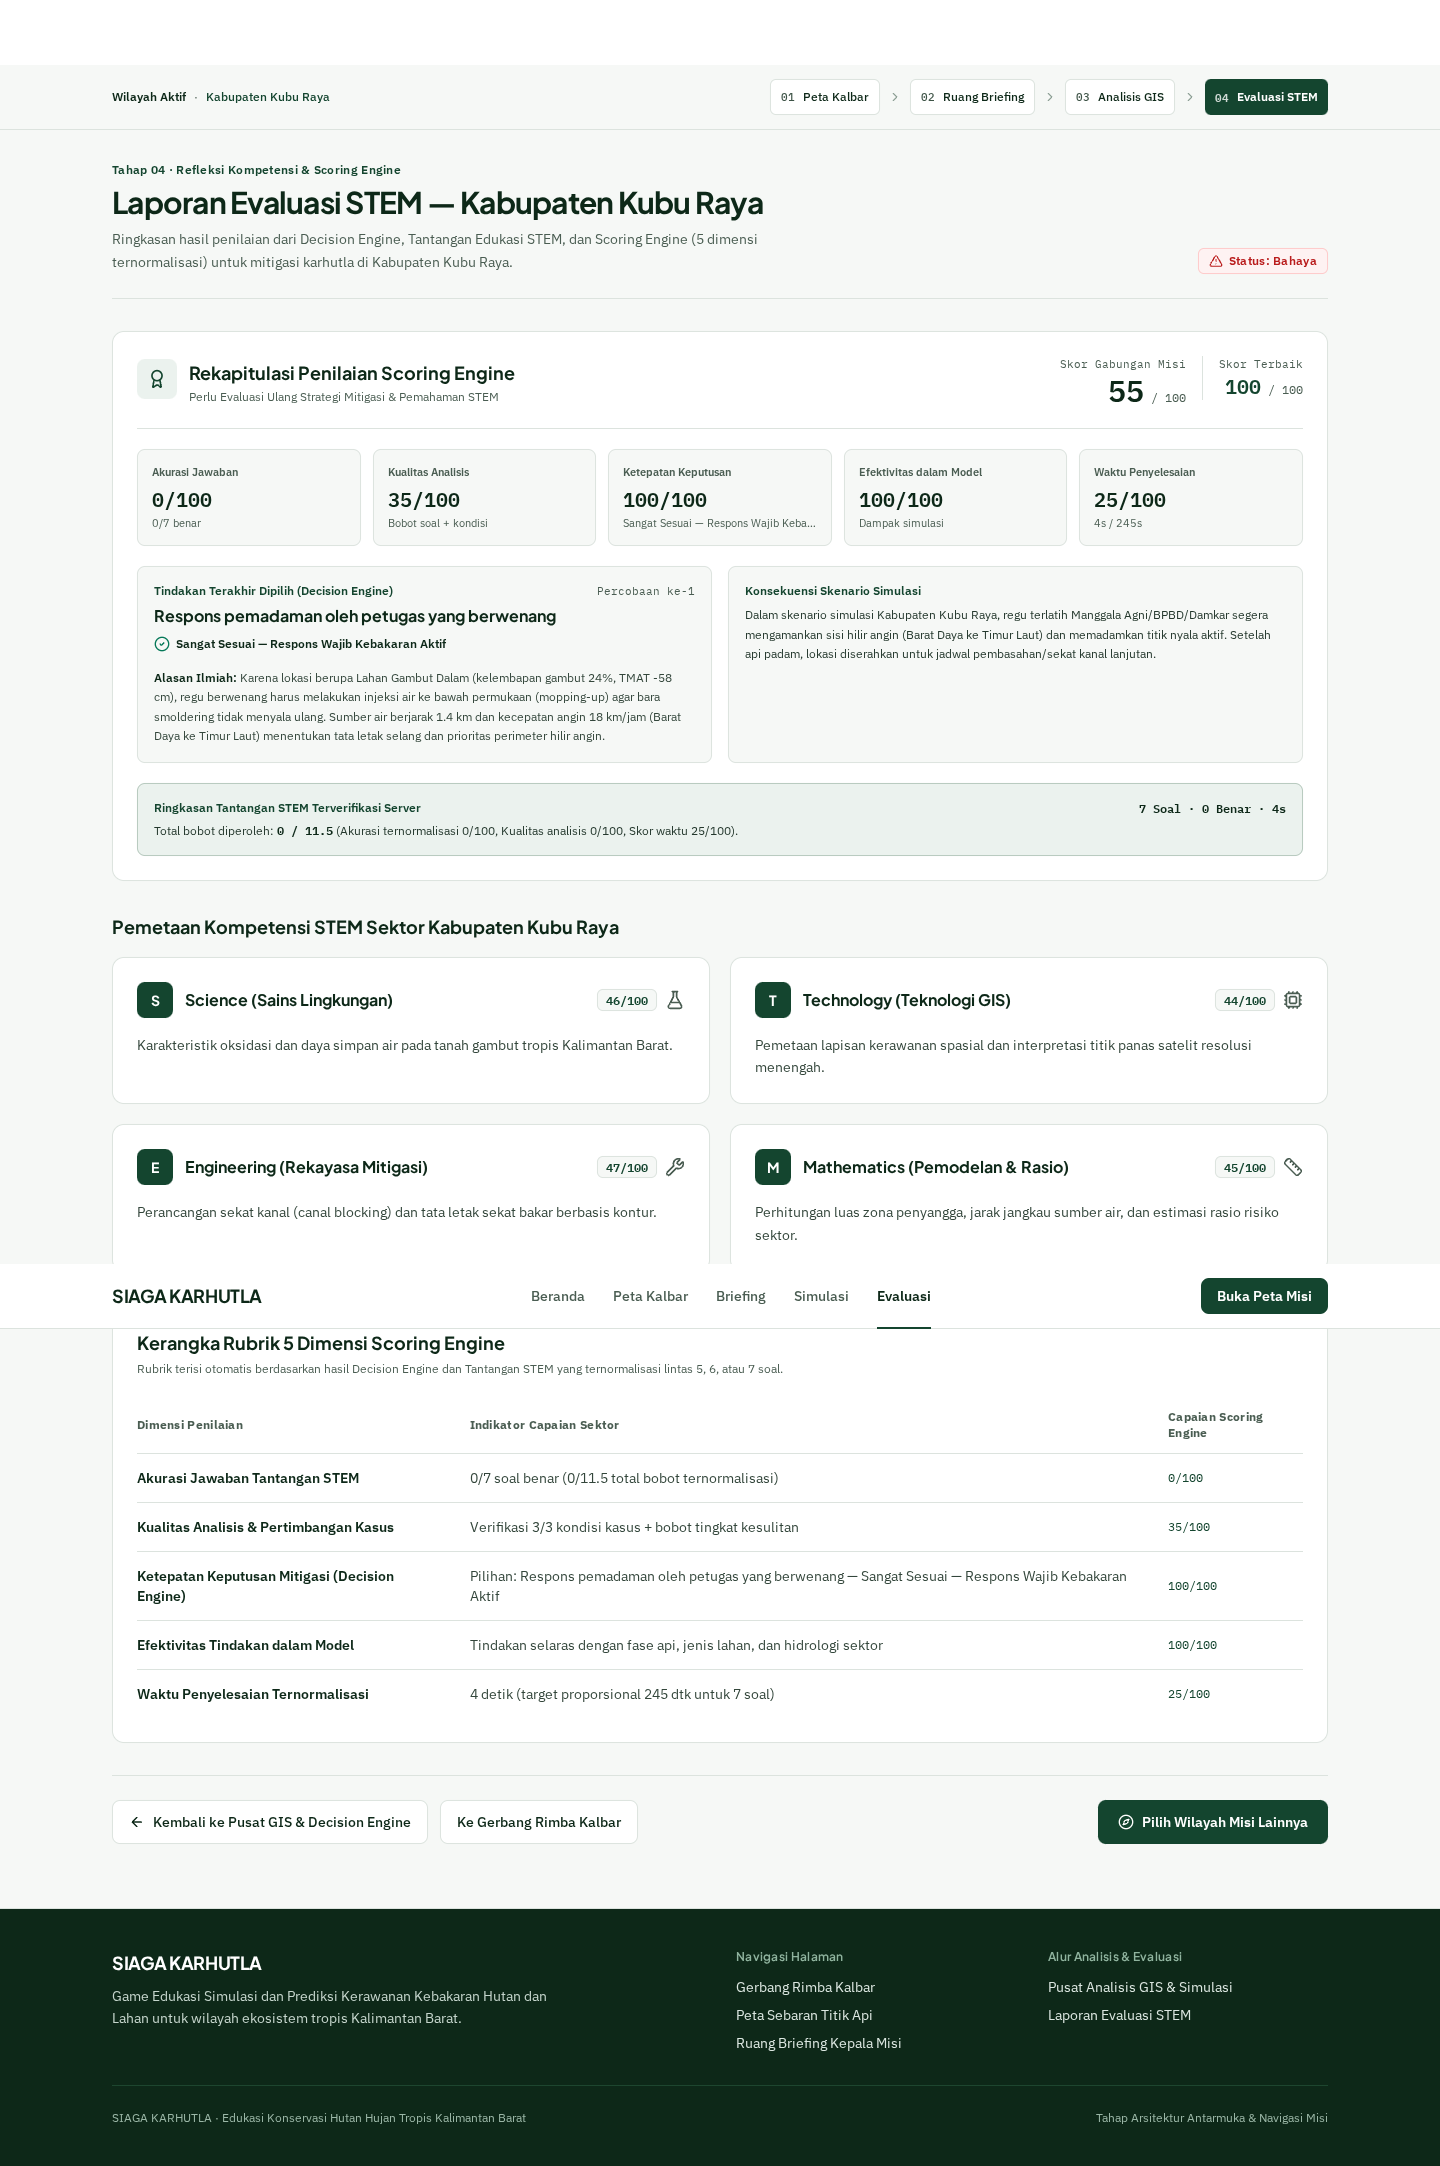 Wilayah Aktif · Kabupaten Kubu Raya
01 Peta Kalbar
02 Ruang Briefing
03 Analisis GIS
04 Evaluasi STEM
Tahap 04 · Refleksi Kompetensi & Scoring Engine
Laporan Evaluasi STEM — Kabupaten Kubu Raya
Ringkasan hasil penilaian dari Decision Engine, Tantangan Edukasi STEM, dan Scoring Engine (5 dimensi
ternormalisasi) untuk mitigasi karhutla di Kabupaten Kubu Raya.
Status: Bahaya
Rekapitulasi Penilaian Scoring Engine
Perlu Evaluasi Ulang Strategi Mitigasi & Pemahaman STEM
Skor Gabungan Misi
55 / 100
Skor Terbaik
100 / 100
Akurasi Jawaban
0/100
0/7 benar
Kualitas Analisis
35/100
Bobot soal + kondisi
Ketepatan Keputusan
100/100
Sangat Sesuai — Respons Wajib Keba...
Efektivitas dalam Model
100/100
Dampak simulasi
Waktu Penyelesaian
25/100
4s / 245s
Tindakan Terakhir Dipilih (Decision Engine)
Percobaan ke-1
Respons pemadaman oleh petugas yang berwenang
Sangat Sesuai — Respons Wajib Kebakaran Aktif
Alasan Ilmiah: Karena lokasi berupa Lahan Gambut Dalam (kelembapan gambut 24%, TMAT -58
cm), regu berwenang harus melakukan injeksi air ke bawah permukaan (mopping-up) agar bara
smoldering tidak menyala ulang. Sumber air berjarak 1.4 km dan kecepatan angin 18 km/jam (Barat
Daya ke Timur Laut) menentukan tata letak selang dan prioritas perimeter hilir angin.
Konsekuensi Skenario Simulasi
Dalam skenario simulasi Kabupaten Kubu Raya, regu terlatih Manggala Agni/BPBD/Damkar segera
mengamankan sisi hilir angin (Barat Daya ke Timur Laut) dan memadamkan titik nyala aktif. Setelah
api padam, lokasi diserahkan untuk jadwal pembasahan/sekat kanal lanjutan.
Ringkasan Tantangan STEM Terverifikasi Server
7 Soal · 0 Benar · 4s
Total bobot diperoleh: 0 / 11.5 (Akurasi ternormalisasi 0/100, Kualitas analisis 0/100, Skor waktu 25/100).
Pemetaan Kompetensi STEM Sektor Kabupaten Kubu Raya
S Science (Sains Lingkungan) 46/100
Karakteristik oksidasi dan daya simpan air pada tanah gambut tropis Kalimantan Barat.
T Technology (Teknologi GIS) 44/100
Pemetaan lapisan kerawanan spasial dan interpretasi titik panas satelit resolusi
menengah.
E Engineering (Rekayasa Mitigasi) 47/100
Perancangan sekat kanal (canal blocking) dan tata letak sekat bakar berbasis kontur.
M Mathematics (Pemodelan & Rasio) 45/100
Perhitungan luas zona penyangga, jarak jangkau sumber air, dan estimasi rasio risiko
sektor.
SIAGA KARHUTLA
Beranda
Peta Kalbar
Briefing
Simulasi
Evaluasi
Buka Peta Misi
Kerangka Rubrik 5 Dimensi Scoring Engine
Rubrik terisi otomatis berdasarkan hasil Decision Engine dan Tantangan STEM yang ternormalisasi lintas 5, 6, atau 7 soal.
Dimensi Penilaian
Indikator Capaian Sektor
Capaian Scoring
Engine
Akurasi Jawaban Tantangan STEM
0/7 soal benar (0/11.5 total bobot ternormalisasi)
0/100
Kualitas Analisis & Pertimbangan Kasus
Verifikasi 3/3 kondisi kasus + bobot tingkat kesulitan
35/100
Ketepatan Keputusan Mitigasi (Decision
Engine)
Pilihan: Respons pemadaman oleh petugas yang berwenang — Sangat Sesuai — Respons Wajib Kebakaran
Aktif
100/100
Efektivitas Tindakan dalam Model
Tindakan selaras dengan fase api, jenis lahan, dan hidrologi sektor
100/100
Waktu Penyelesaian Ternormalisasi
4 detik (target proporsional 245 dtk untuk 7 soal)
25/100
Kembali ke Pusat GIS & Decision Engine
Ke Gerbang Rimba Kalbar
Pilih Wilayah Misi Lainnya
SIAGA KARHUTLA
Game Edukasi Simulasi dan Prediksi Kerawanan Kebakaran Hutan dan
Lahan untuk wilayah ekosistem tropis Kalimantan Barat.
Navigasi Halaman
Gerbang Rimba Kalbar
Peta Sebaran Titik Api
Ruang Briefing Kepala Misi
Alur Analisis & Evaluasi
Pusat Analisis GIS & Simulasi
Laporan Evaluasi STEM
SIAGA KARHUTLA · Edukasi Konservasi Hutan Hujan Tropis Kalimantan Barat
Tahap Arsitektur Antarmuka & Navigasi Misi